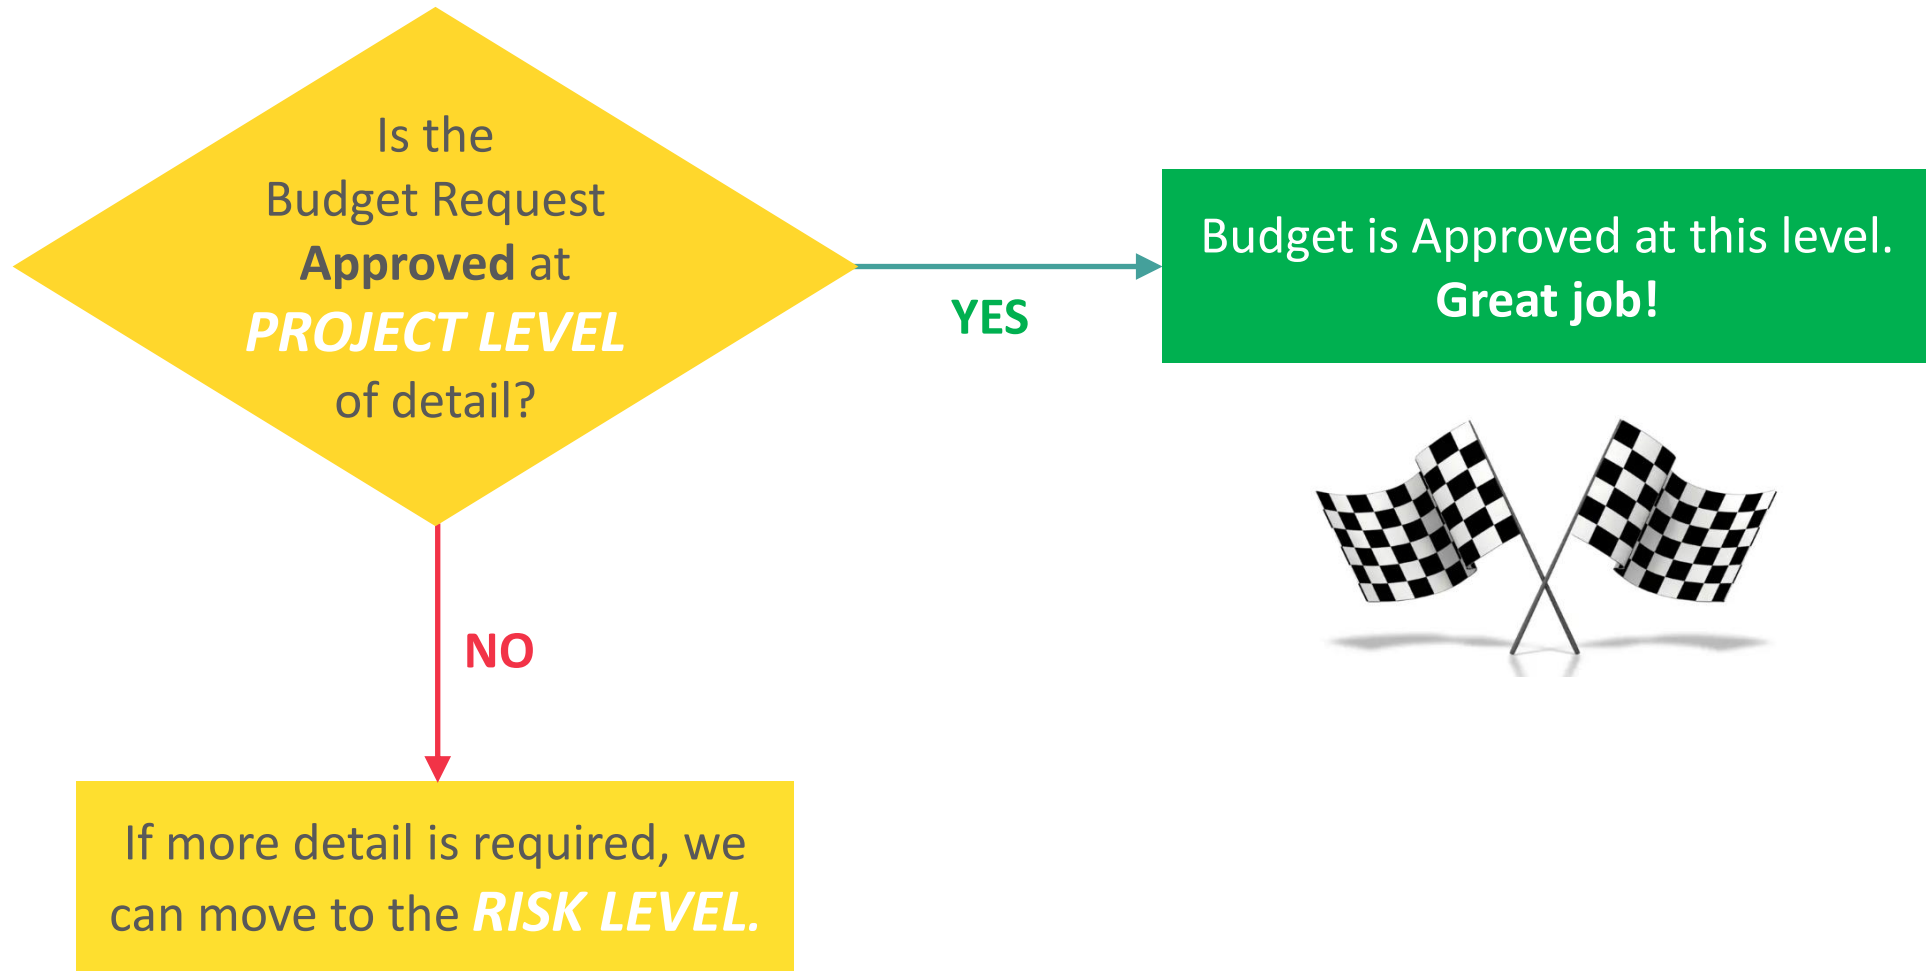 Is the
Budget Request
Approved at
PROJECT LEVEL
of detail?
YES
Budget is Approved at this level.
Great job!
NO
If more detail is required, we
can move to the RISK LEVEL.